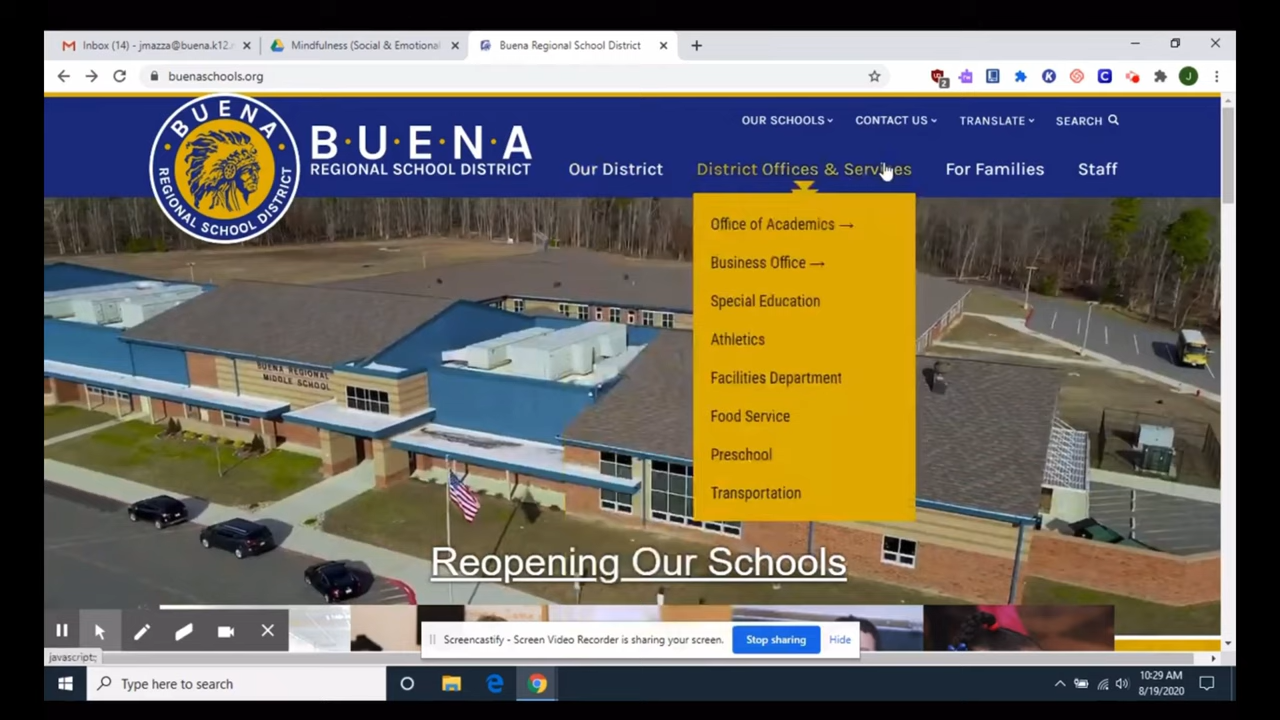 Inbox (14) - jmazza@buena.k12.
Mindfulness (Social & Emotional
Buena Regional School District
buenaschools.org
2
J
BUENA
REGIONAL SCHOOL DISTRICT
B·U·E·N·A
REGIONAL SCHOOL DISTRICT
OUR SCHOOLS
CONTACT US
TRANSLATE
SEARCH
Our District
District Offices & Services
For Families
Staff
Office of Academics →
Business Office →
Special Education
Athletics
Facilities Department
Food Service
Preschool
Transportation
BUENA REGIONAL
MIDDLE SCHOOL
Reopening Our Schools
Screencastify - Screen Video Recorder is sharing your screen.
Stop sharing
Hide
javascript:;
Type here to search
10:29 AM
8/19/2020